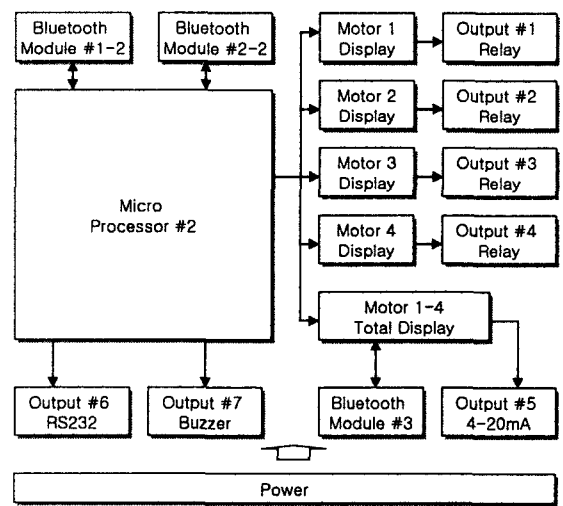 Bluetooth
Module #1-2
Bluetooth
Module #2-2
Motor 1
Display
Output #1
Relay
Motor 2
Display
Output #2
Relay
Motor 3
Display
Output #3
Relay
Micro
Processor #2
Motor 4
Display
Output #4
Relay
Motor 1-4
Total Display
Output #6
RS232
Output #7
Buzzer
Bluetooth
Module #3
Output #5
4-20mA
Power